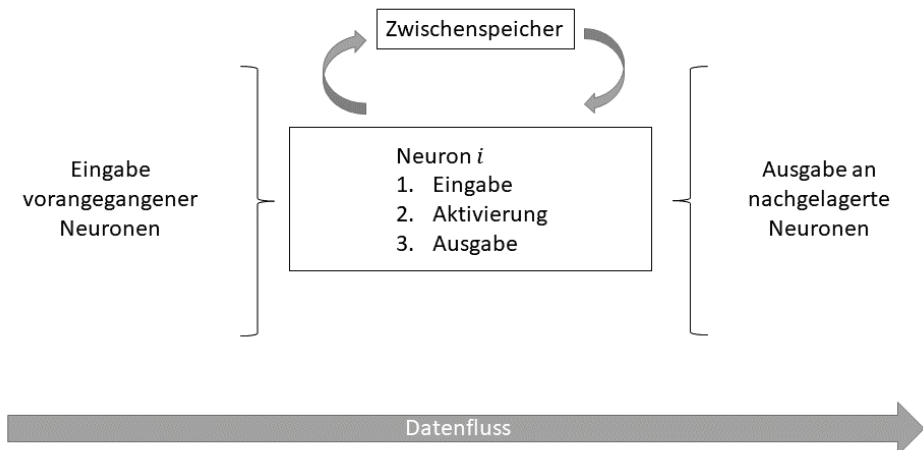 Zwischenspeicher
Eingabe
vorangegangener
Neuronen
Neuron i
1. Eingabe
2. Aktivierung
3. Ausgabe
Ausgabe an
nachgelagerte
Neuronen
Datenfluss